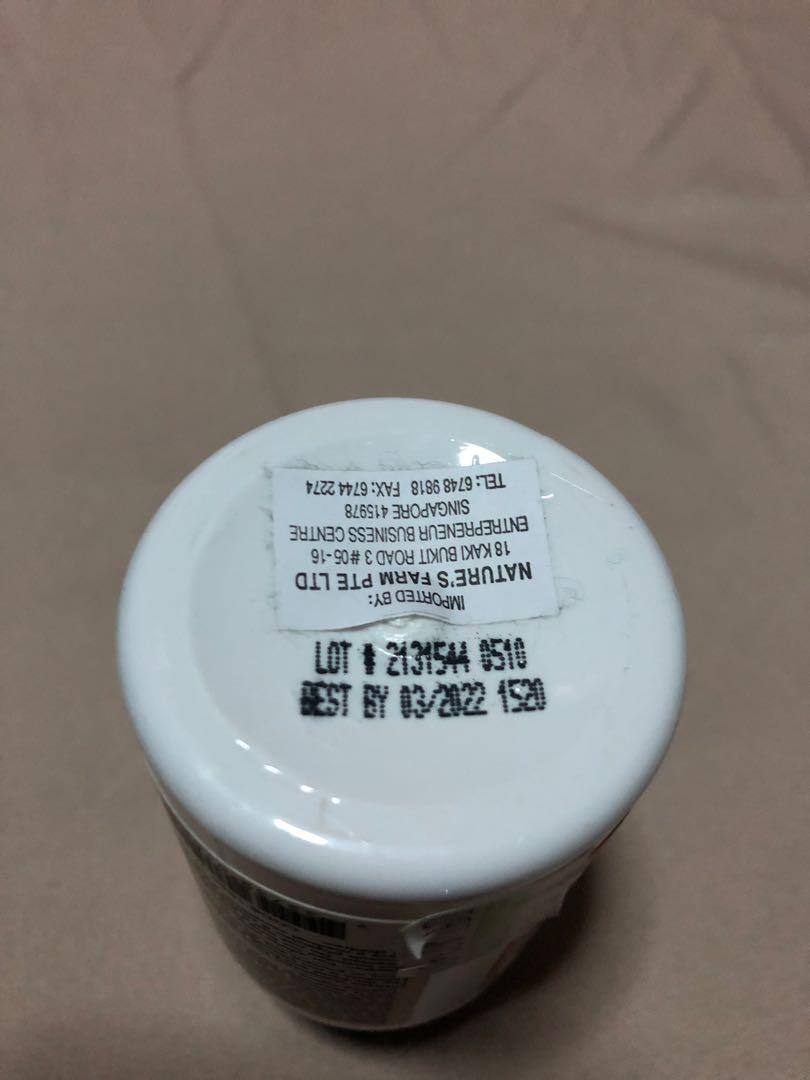 IMPORTED BY:
NATURE'S FARM PTE LTD
18 KAKI BUKIT ROAD 3 #05-16
ENTREPRENEUR BUSINESS CENTRE
SINGAPORE 415978
TEL: 6748 9818 FAX: 6744 2274
LOT # 2131544 0510
BEST BY 03/2022 1520